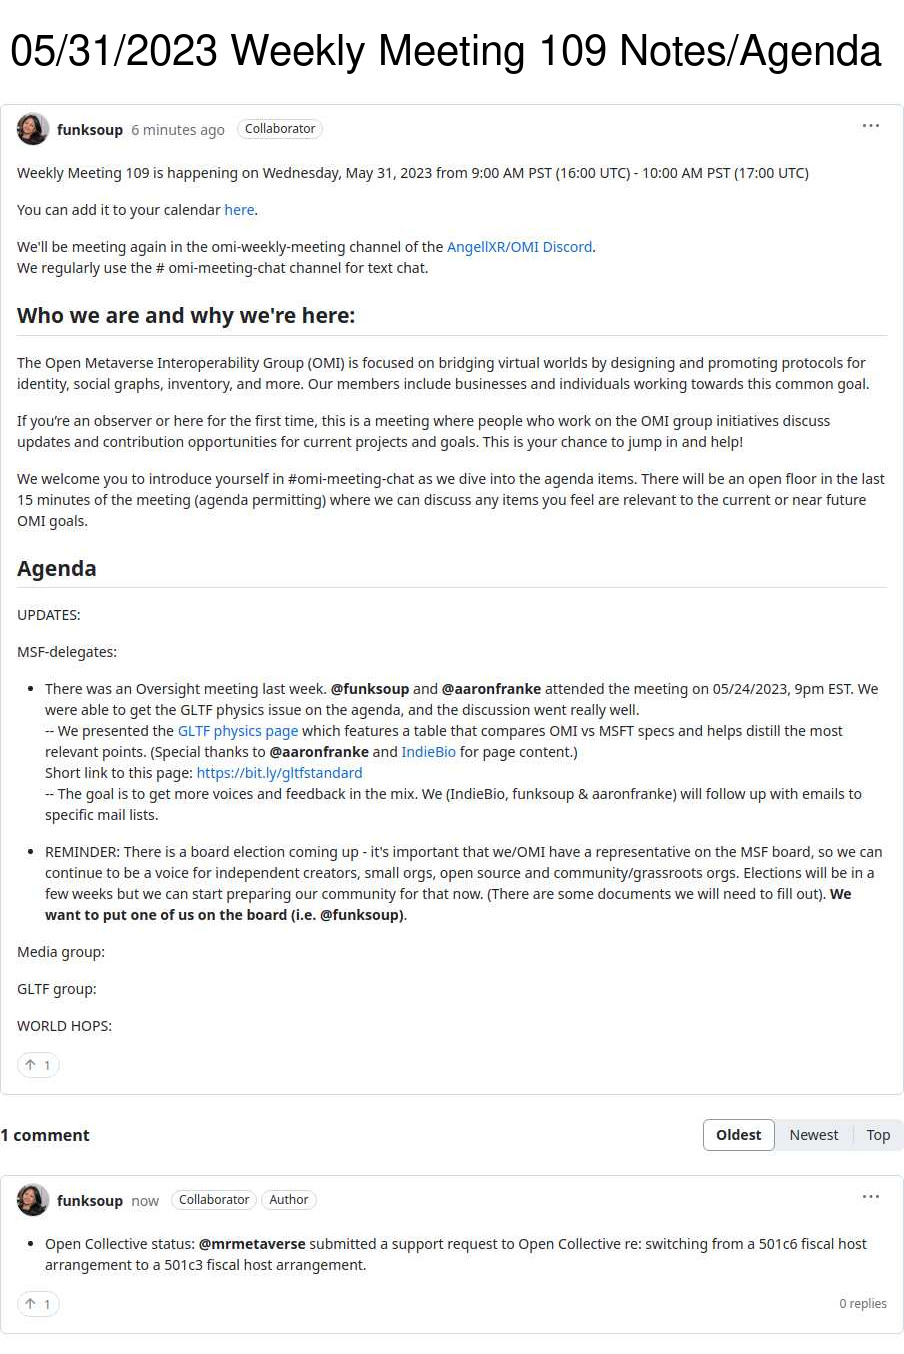 05/31/2023 Weekly Meeting 109 Notes/Agenda
funksoup 6 minutes ago Collaborator ...
Weekly Meeting 109 is happening on Wednesday, May 31, 2023 from 9:00 AM PST (16:00 UTC) - 10:00 AM PST (17:00 UTC)
You can add it to your calendar here.
We'll be meeting again in the omi-weekly-meeting channel of the AngellXR/OMI Discord.
We regularly use the # omi-meeting-chat channel for text chat.
Who we are and why we're here:
The Open Metaverse Interoperability Group (OMI) is focused on bridging virtual worlds by designing and promoting protocols for
identity, social graphs, inventory, and more. Our members include businesses and individuals working towards this common goal.
If you’re an observer or here for the first time, this is a meeting where people who work on the OMI group initiatives discuss
updates and contribution opportunities for current projects and goals. This is your chance to jump in and help!
We welcome you to introduce yourself in #omi-meeting-chat as we dive into the agenda items. There will be an open floor in the last
15 minutes of the meeting (agenda permitting) where we can discuss any items you feel are relevant to the current or near future
OMI goals.
Agenda
UPDATES:
MSF-delegates:
• There was an Oversight meeting last week. @funksoup and @aaronfranke attended the meeting on 05/24/2023, 9pm EST. We
were able to get the GLTF physics issue on the agenda, and the discussion went really well.
-- We presented the GLTF physics page which features a table that compares OMI vs MSFT specs and helps distill the most
relevant points. (Special thanks to @aaronfranke and IndieBio for page content.)
Short link to this page: https://bit.ly/gltfstandard
-- The goal is to get more voices and feedback in the mix. We (IndieBio, funksoup & aaronfranke) will follow up with emails to
specific mail lists.
• REMINDER: There is a board election coming up - it's important that we/OMI have a representative on the MSF board, so we can
continue to be a voice for independent creators, small orgs, open source and community/grassroots orgs. Elections will be in a
few weeks but we can start preparing our community for that now. (There are some documents we will need to fill out). We
want to put one of us on the board (i.e. @funksoup).
Media group:
GLTF group:
WORLD HOPS:
↑ 1
1 comment Oldest Newest Top
funksoup now Collaborator Author ...
• Open Collective status: @mrmetaverse submitted a support request to Open Collective re: switching from a 501c6 fiscal host
arrangement to a 501c3 fiscal host arrangement.
↑ 1 0 replies